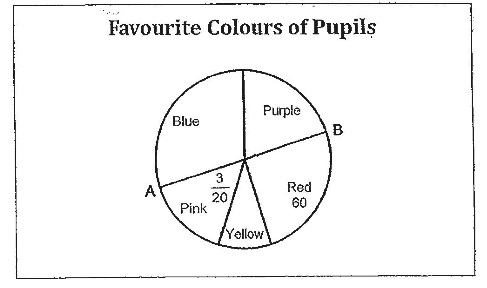 Favourite Colours of Pupils
Purple
Blue
B
A
3
20
Pink
Red
60
Yellow